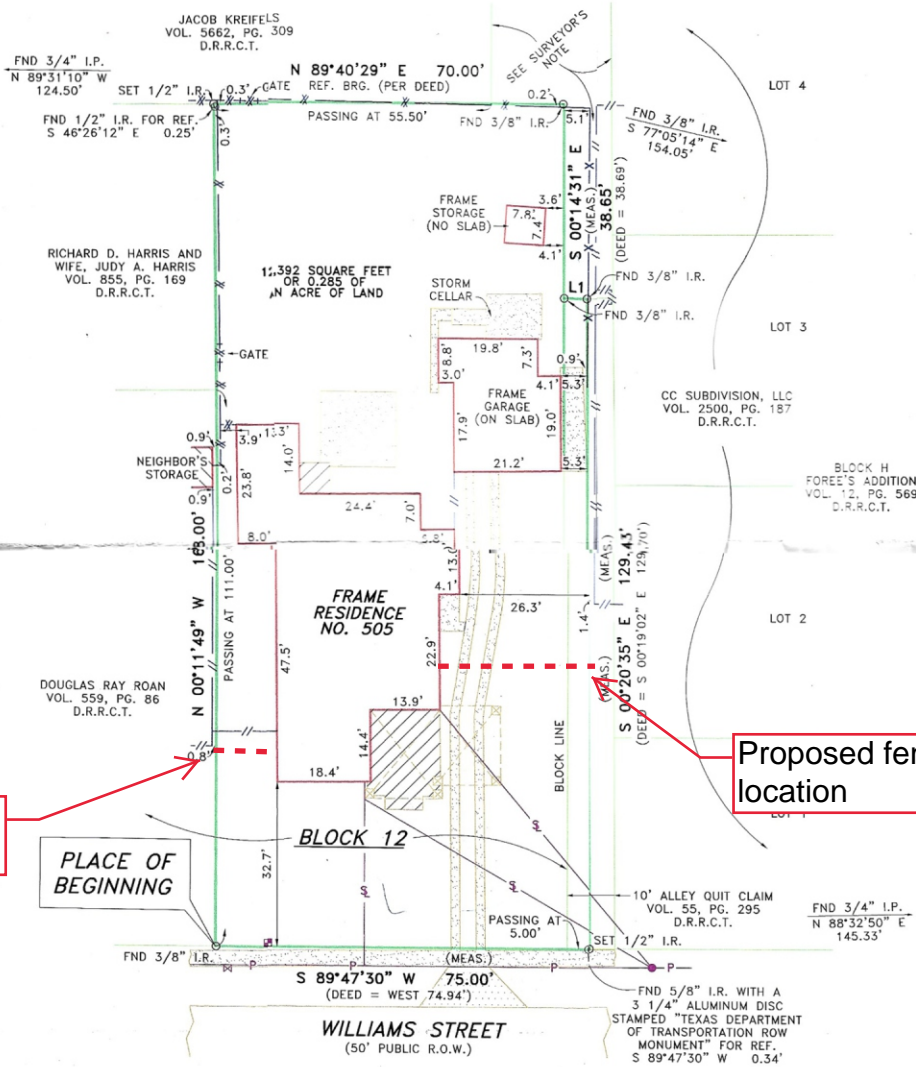 JACOB KREIFELS
VOL. 5662, PG. 309
D.R.R.C.T.
FND 3/4" I.P.
N 89°31'10" W
124.50'
SET 1/2" I.R.
0.3'
GATE
N 89°40'29" E 70.00'
REF. BRG. (PER DEED)
PASSING AT 55.50'
SEE SURVEYOR'S
NOTE
LOT 4
0.2'
5.1'
FND 3/8" I.R.
FND 1/2" I.R. FOR REF.
S 46°26'12" E 0.25'
0.3'
FND 3/8" I.R.
S 77°05'14" E
154.05'
S 00°14'31" E
(MEAS.)
38.65'
(DEED = 38.69')
FRAME
STORAGE
(NO SLAB)
7.8'
7.4'
3.6'
4.1'
RICHARD D. HARRIS AND
WIFE, JUDY A. HARRIS
VOL. 855, PG. 169
D.R.R.C.T.
392 SQUARE FEET
OR 0.285 OF
AN ACRE OF LAND
STORM
CELLAR
L1
FND 3/8" I.R.
FND 3/8" I.R.
LOT 3
GATE
8.8'
19.8'
7.3'
3.0'
4.1'
0.9'
5.3'
FRAME
GARAGE
(ON SLAB)
17.9'
19.0'
21.2'
5.3'
CC SUBDIVISION, LLC
VOL. 2500, PG. 187
D.R.R.C.T.
BLOCK H
FOREE'S ADDITION
VOL. 12, PG. 569
D.R.R.C.T.
0.9'
3.9'
14.0'
NEIGHBOR'S
STORAGE
0.2'
23.8'
0.9'
24.4'
7.0'
8.0'
N 00°11'49" W
PASSING AT 111.00'
FRAME
RESIDENCE
NO. 505
4.1'
26.3'
1.4'
S 00°20'35" E 129.43'
(MEAS.)
(MEAS.)
LOT 2
47.5'
22.9'
DOUGLAS RAY ROAN
VOL. 559, PG. 86
D.R.R.C.T.
13.9'
14.4'
0.8'
18.4'
BLOCK LINE
Proposed fen
location
LOT 1
BLOCK 12
PLACE OF
BEGINNING
32.7'
10' ALLEY QUIT CLAIM
VOL. 55, PG. 295
D.R.R.C.T.
FND 3/4" I.P.
N 88°32'50" E
145.33'
PASSING AT
5.00'
SET 1/2" I.R.
FND 3/8" I.R.
P
P
P
P
(MEAS.)
S 89°47'30" W 75.00'
(DEED = WEST 74.94')
FND 5/8" I.R. WITH A
3 1/4" ALUMINUM DISC
STAMPED "TEXAS DEPARTMENT
OF TRANSPORTATION ROW
MONUMENT" FOR REF.
S 89°47'30" W 0.34'
WILLIAMS STREET
(50' PUBLIC R.O.W.)